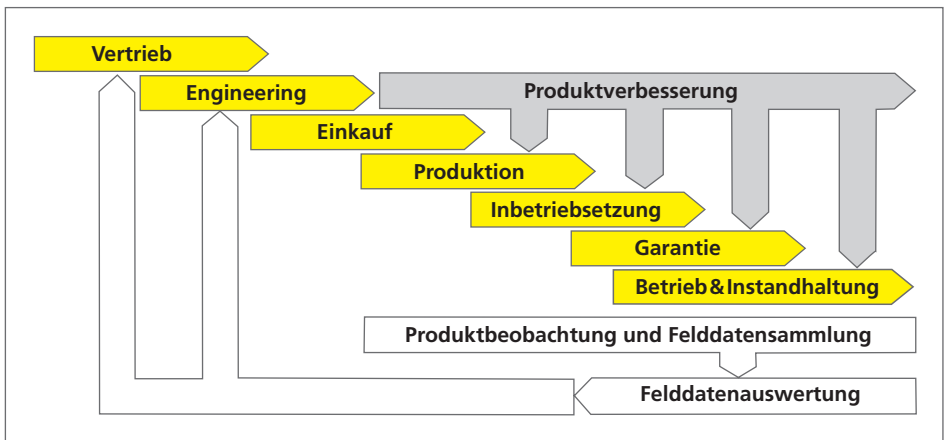 Vertrieb
Engineering
Produktverbesserung
Einkauf
Produktion
Inbetriebsetzung
Garantie
Betrieb & Instandhaltung
Produktbeobachtung und Felddatensammlung
Felddatenauswertung